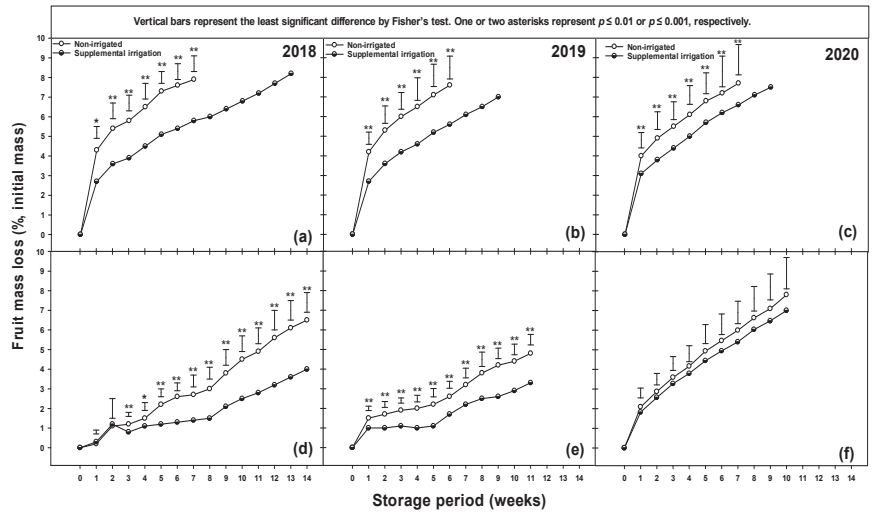 Vertical bars represent the least significant difference by Fisher's test. One or two asterisks represent p ≤ 0.01 or p ≤ 0.001, respectively.
Non-irrigated
Supplemental irrigation
2018
Non-irrigated
Supplemental irrigation
2019
Non-irrigated
Supplemental irrigation
2020
10
9
8
7
6
5
4
3
2
1
0
* ** ** ** ** ** **
(a)
** ** ** ** ** **
(b)
** ** ** ** ** ** **
(c)
Fruit mass loss (%, initial mass)
10
9
8
7
6
5
4
3
2
1
0
** * ** ** ** ** ** ** ** ** ** **
(d)
** ** ** ** ** ** ** ** ** ** **
(e)
(f)
0 1 2 3 4 5 6 7 8 9 10 11 12 13 14
0 1 2 3 4 5 6 7 8 9 10 11 12 13 14
0 1 2 3 4 5 6 7 8 9 10 11 12 13 14
Storage period (weeks)